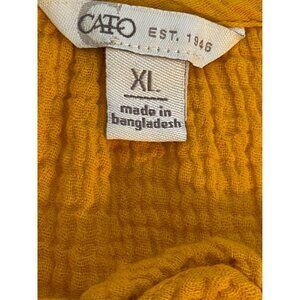 CATO EST. 1946
XL
made in
bangladesh